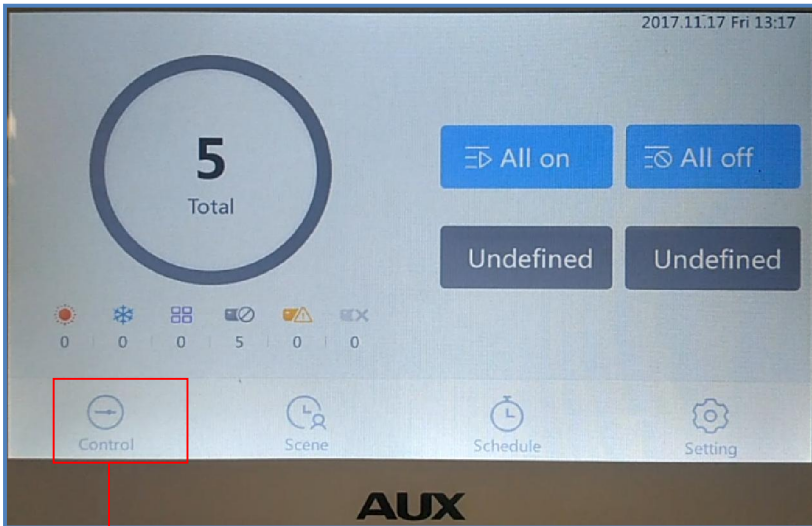 2017.11.17 Fri 13:17
5
Total
All on
All off
Undefined
Undefined
0 0 0 5 0 0
Control
Scene
Schedule
Setting
AUX